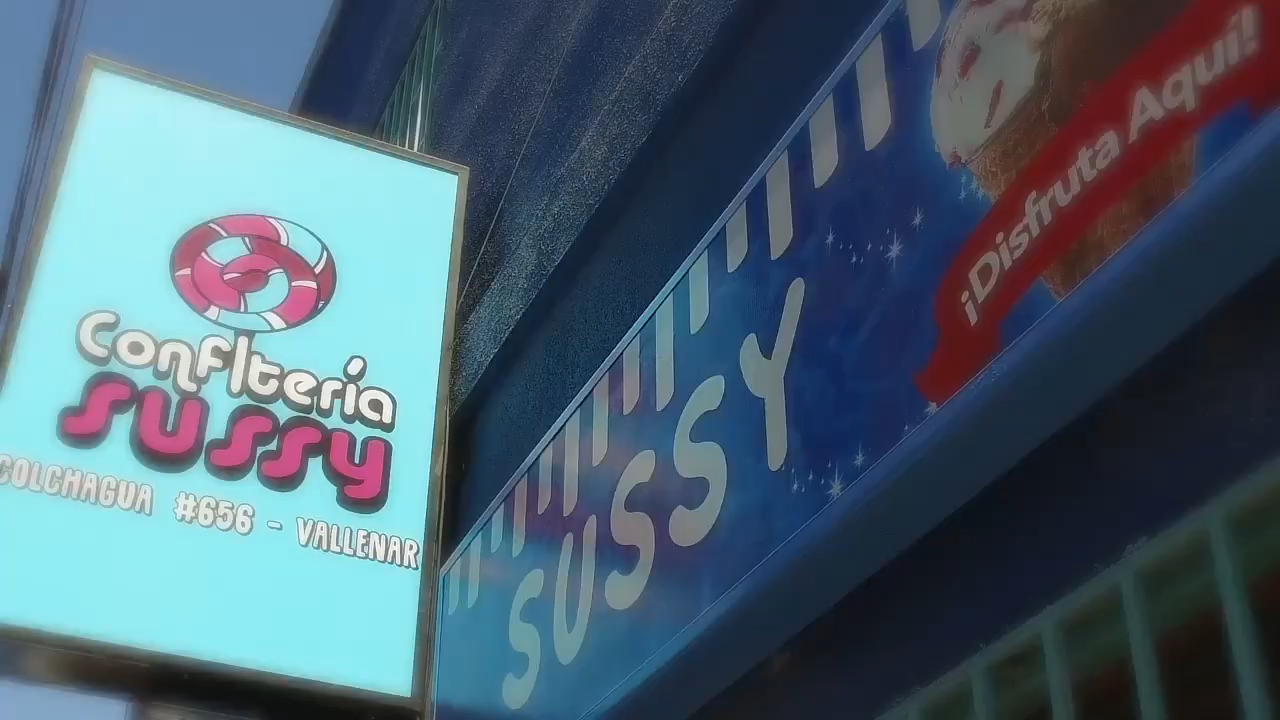 Confitería
SUSSY
COLCHAGUA #656 - VALLENAR
SUSSY
¡Disfruta Aquí!